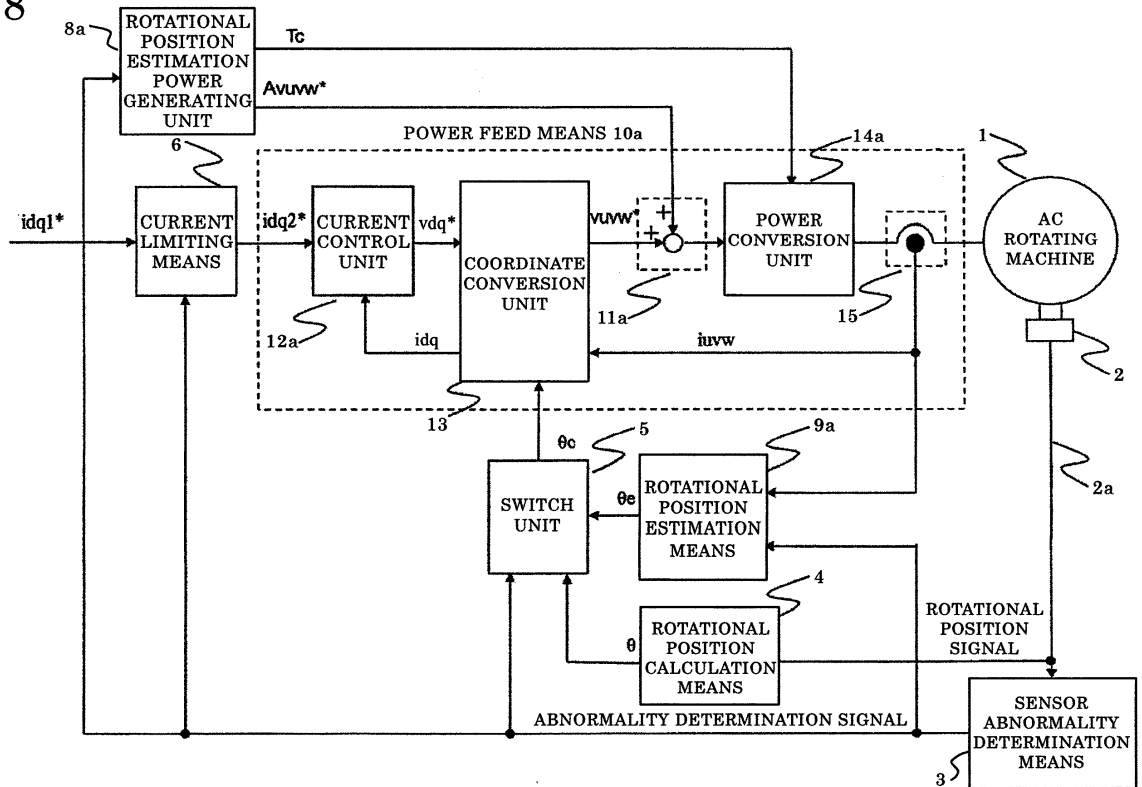 8
8a
ROTATIONAL
POSITION
ESTIMATION
POWER
GENERATING
UNIT
Tc
Avuvw*
POWER FEED MEANS 10a
6
14a
1
idq1*
CURRENT
LIMITING
MEANS
idq2*
CURRENT
CONTROL
UNIT
vdq*
COORDINATE
CONVERSION
UNIT
vuvw*
+
+
POWER
CONVERSION
UNIT
AC
ROTATING
MACHINE
12a
11a
15
idq
iuvw
2
13
θc
5
9a
2a
SWITCH
UNIT
θe
ROTATIONAL
POSITION
ESTIMATION
MEANS
4
θ
ROTATIONAL
POSITION
CALCULATION
MEANS
ROTATIONAL
POSITION
SIGNAL
ABNORMALITY DETERMINATION SIGNAL
SENSOR
ABNORMALITY
DETERMINATION
MEANS
3